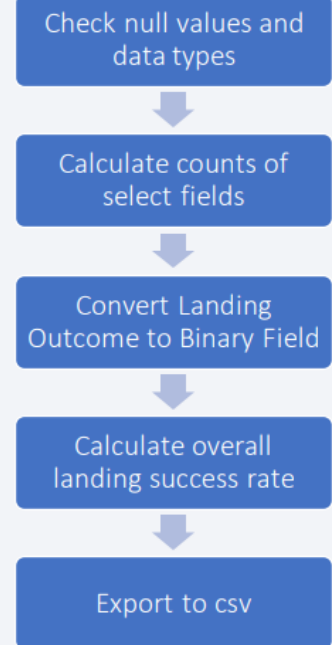 Check null values and
data types
Calculate counts of
select fields
Convert Landing
Outcome to Binary Field
Calculate overall
landing success rate
Export to csv